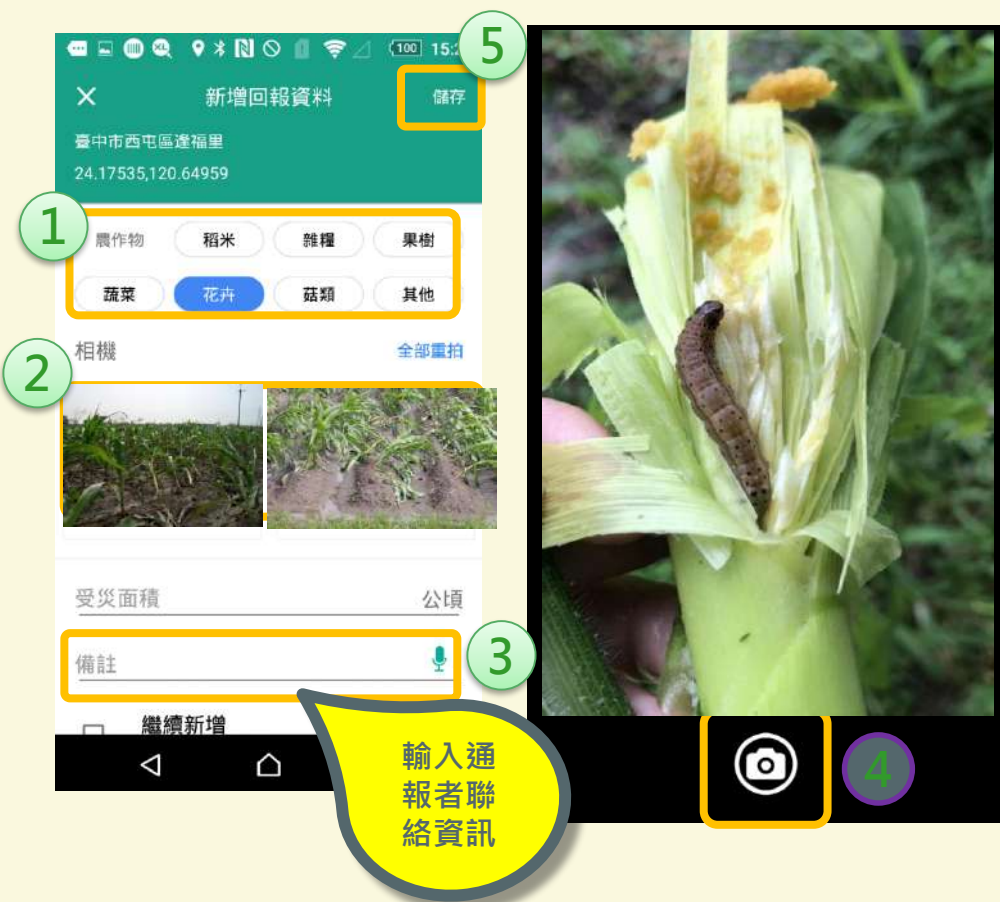 100 15:2
5
新增回報資料
儲存
臺中市西屯區逢福里
24.17535,120.64959
1
農作物 稻米 雜糧 果樹
蔬菜 花卉 菇類 其他
相機 全部重拍
2
受災面積 公頃
備註
3
繼續新增
輸入通
報者聯
絡資訊
4